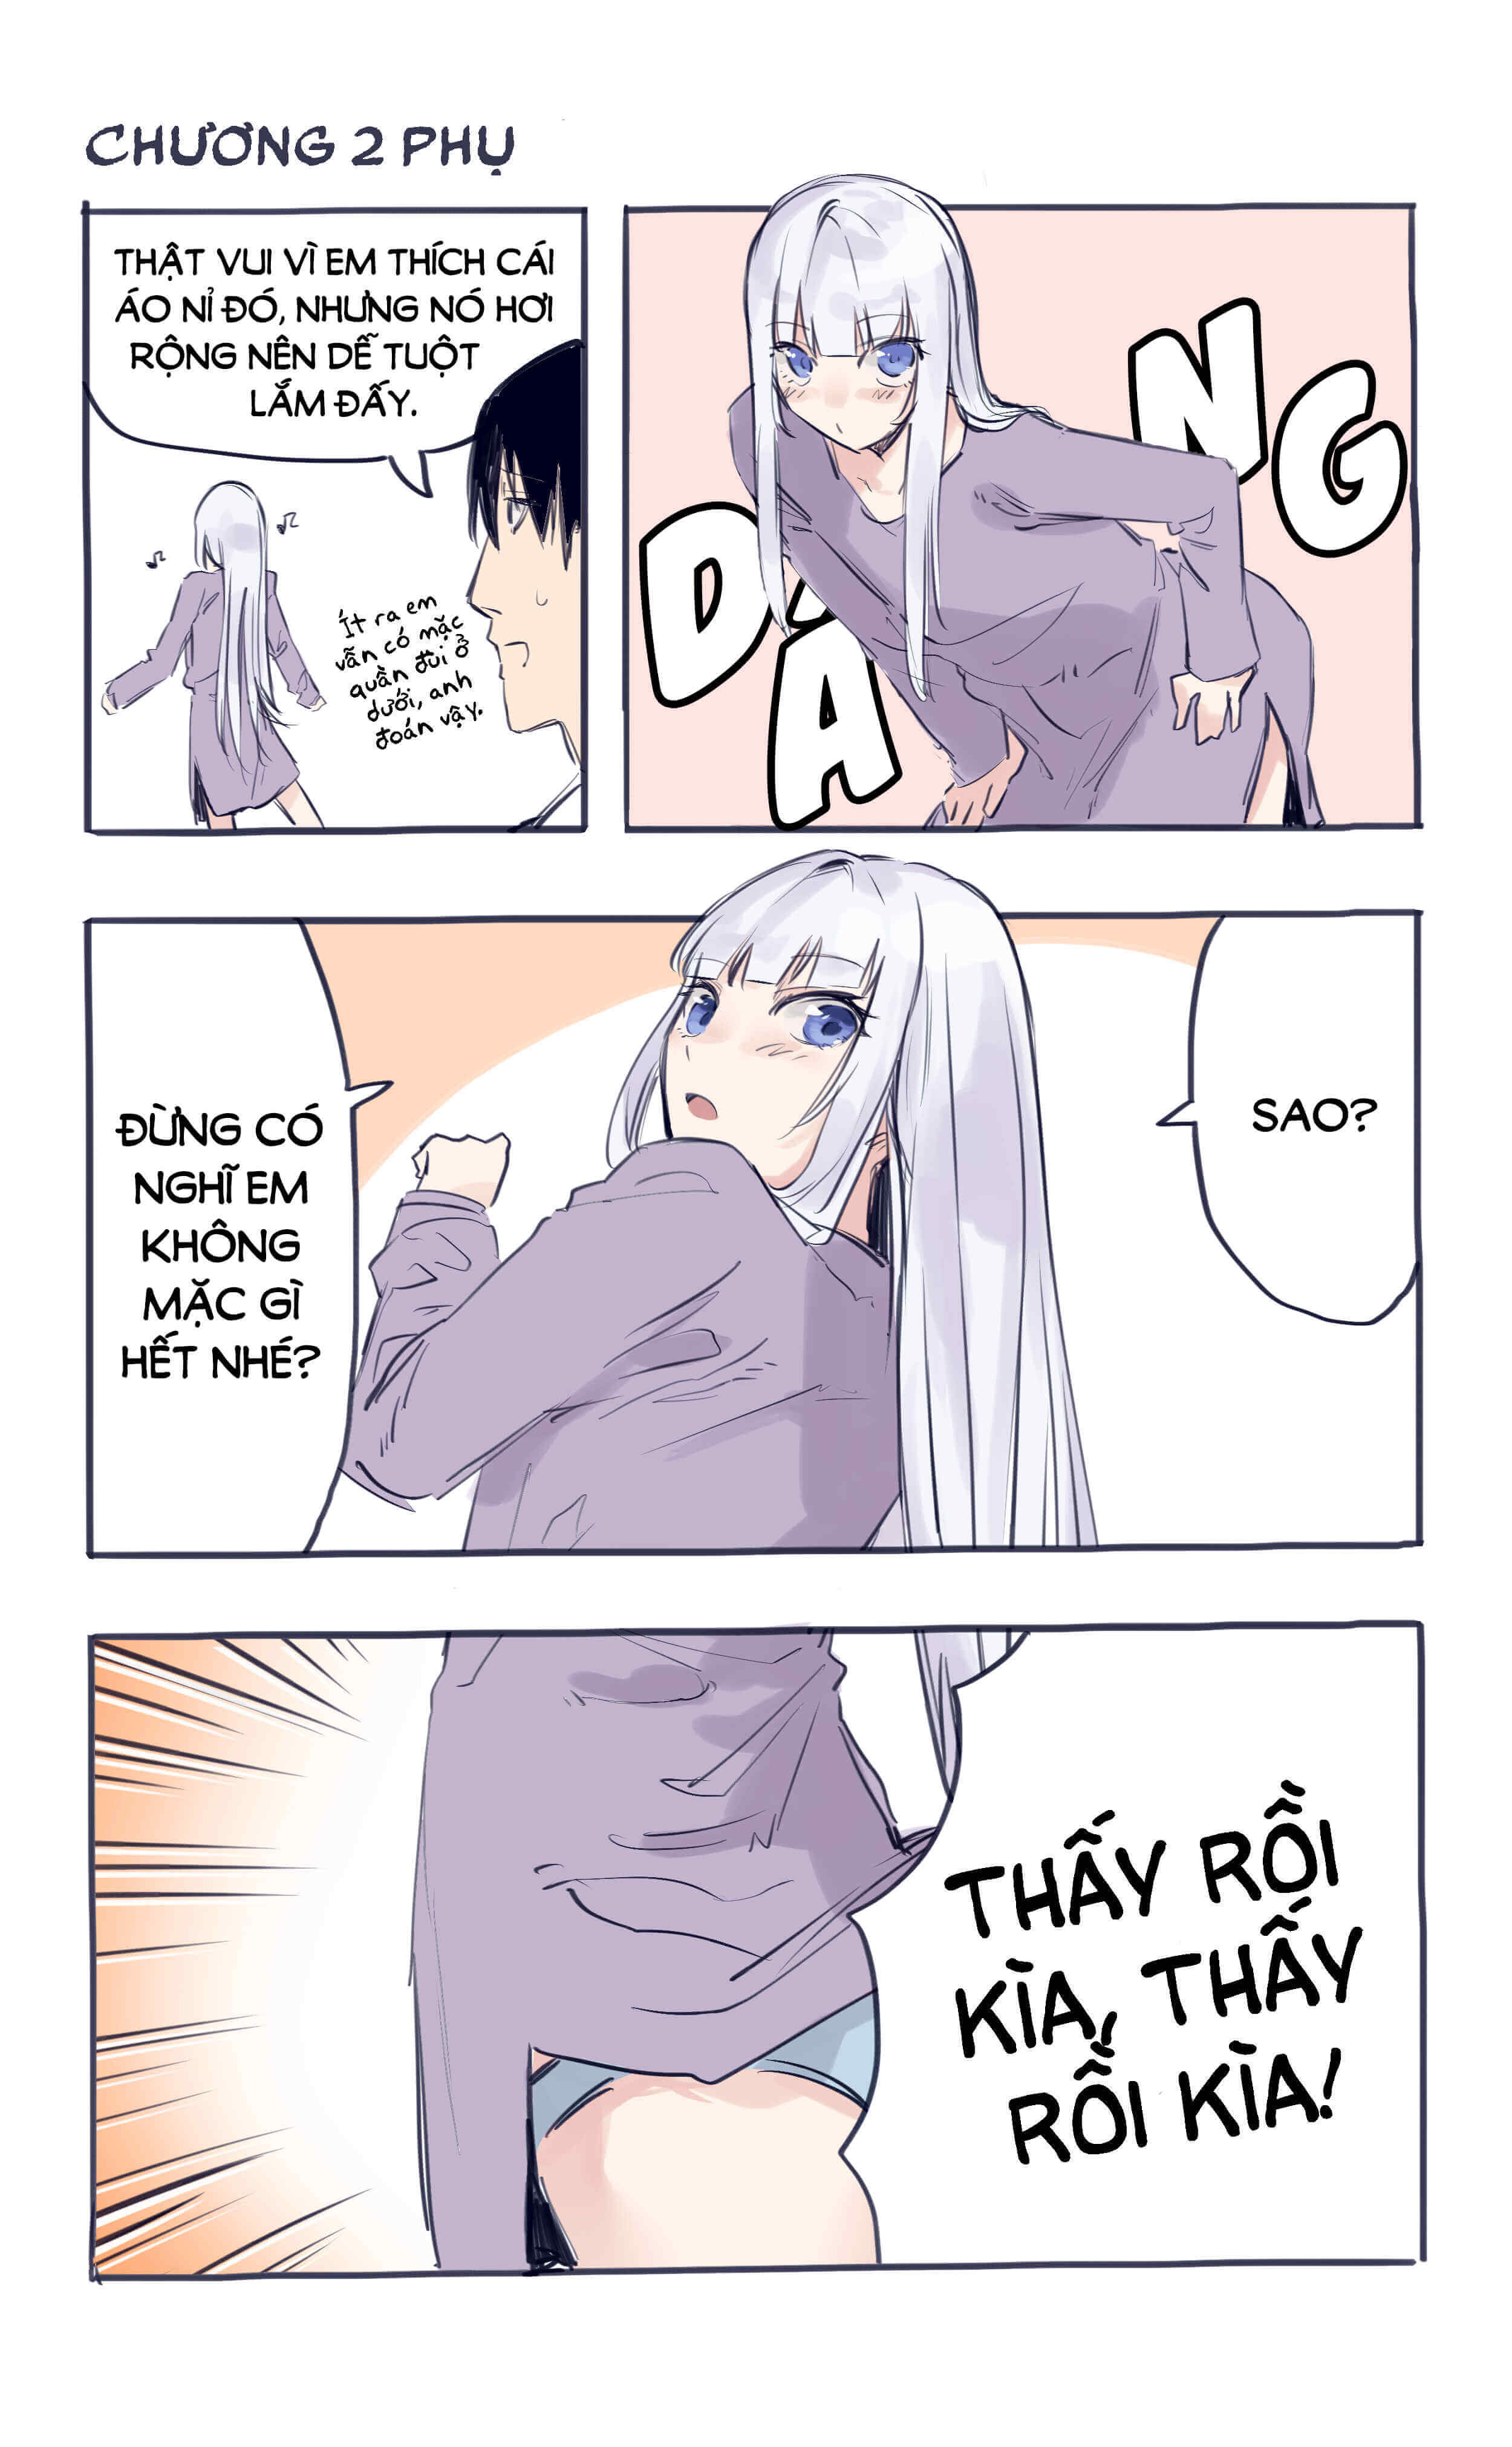 CHƯƠNG 2 PHỤ
THẬT VUI VÌ EM THÍCH CÁI
ÁO NỈ ĐÓ, NHƯNG NÓ HƠI
RỘNG NÊN DỄ TUỘT
LẮM ĐẤY.
Ít ra em
vẫn có mặc
quần đùi ở
dưới, anh
đoán vậy.
DÁNG
SAO?
ĐỪNG CÓ
NGHĨ EM
KHÔNG
MẶC GÌ
HẾT NHÉ?
THẤY RỒI
KÌA, THẤY
RỒI KÌA!